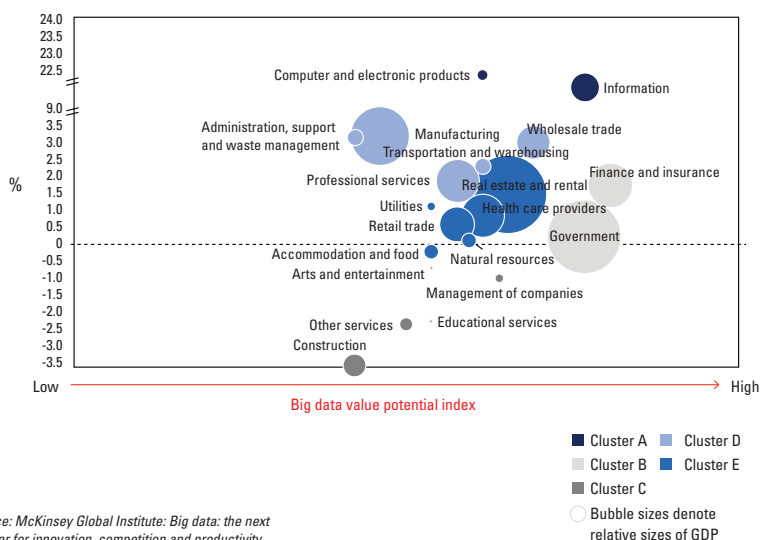 24.0
23.5
23.0
22.5
9.0
3.5
3.0
2.5
2.0
1.5
1.0
0.5
0
-0.5
-1.0
-1.5
-2.0
-2.5
-3.0
-3.5
%
Computer and electronic products
Information
Administration, support
and waste management
Manufacturing
Wholesale trade
Transportation and warehousing
Professional services
Real estate and rental
Finance and insurance
Utilities
Health care providers
Retail trade
Government
Accommodation and food
Natural resources
Arts and entertainment
Management of companies
Other services
Educational services
Construction
Low
High
Big data value potential index
Cluster A
Cluster D
Cluster B
Cluster E
Cluster C
Bubble sizes denote
relative sizes of GDP
McKinsey Global Institute: Big data: the next
for innovation, competition and productivity